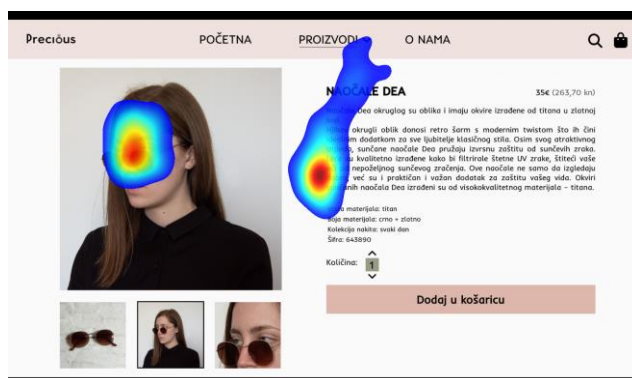 Precious
POČETNA
PROIZVODI
O NAMA
NAOČALE DEA
35€ (263,70 kn)
Dea okruglog su oblika i imaju okvire izrađene od titana u zlatnoj
okrugli oblik donosi retro šarm s modernim twistom što ih čini
dodatkom za sve ljubitelje klasičnog stila. Osim svog atraktivnog
sunčane naočale Dea pružaju izvrsnu zaštitu od sunčevih zraka.
su kvalitetno izrađene kako bi filtrirale štetne UV zrake, štiteći vaše
nepoželjnog sunčevog zračenja. Ove naočale ne samo da izgledaju
već su i praktičan i važan dodatak za zaštitu vašeg vida. Okviri
naočala Dea izrađeni su od visokokvalitetnog materijala – titana.
materijala: titan
Boja materijala: crno + zlatno
Kolekcija nakita: svaki dan
Šifra: 643890
Količina:
1
Dodaj u košaricu